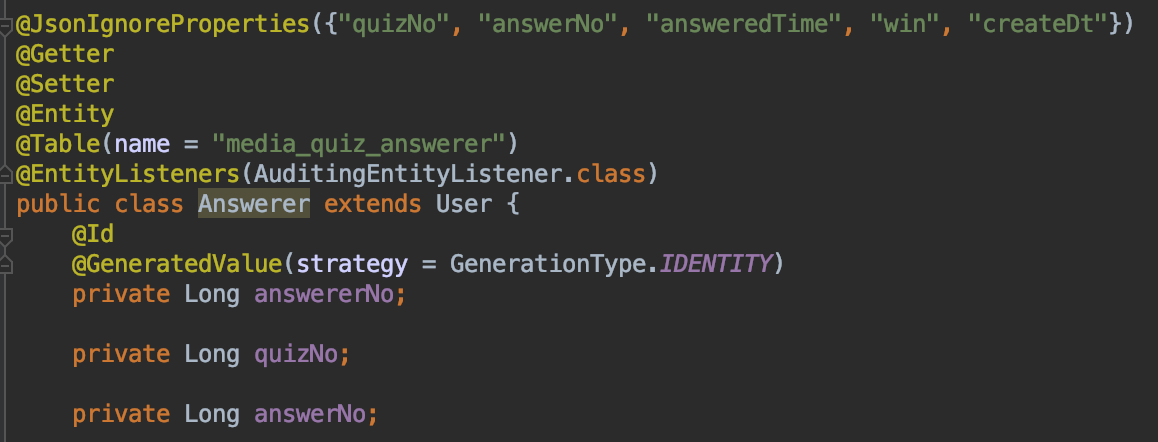 @JsonIgnoreProperties({"quizNo", "answerNo", "answeredTime", "win", "createDt"})
@Getter
@Setter
@Entity
@Table(name = "media_quiz_answerer")
@EntityListeners(AuditingEntityListener.class)
public class Answerer extends User {
    @Id
    @GeneratedValue(strategy = GenerationType.IDENTITY)
    private Long answererNo;
    private Long quizNo;
    private Long answerNo;